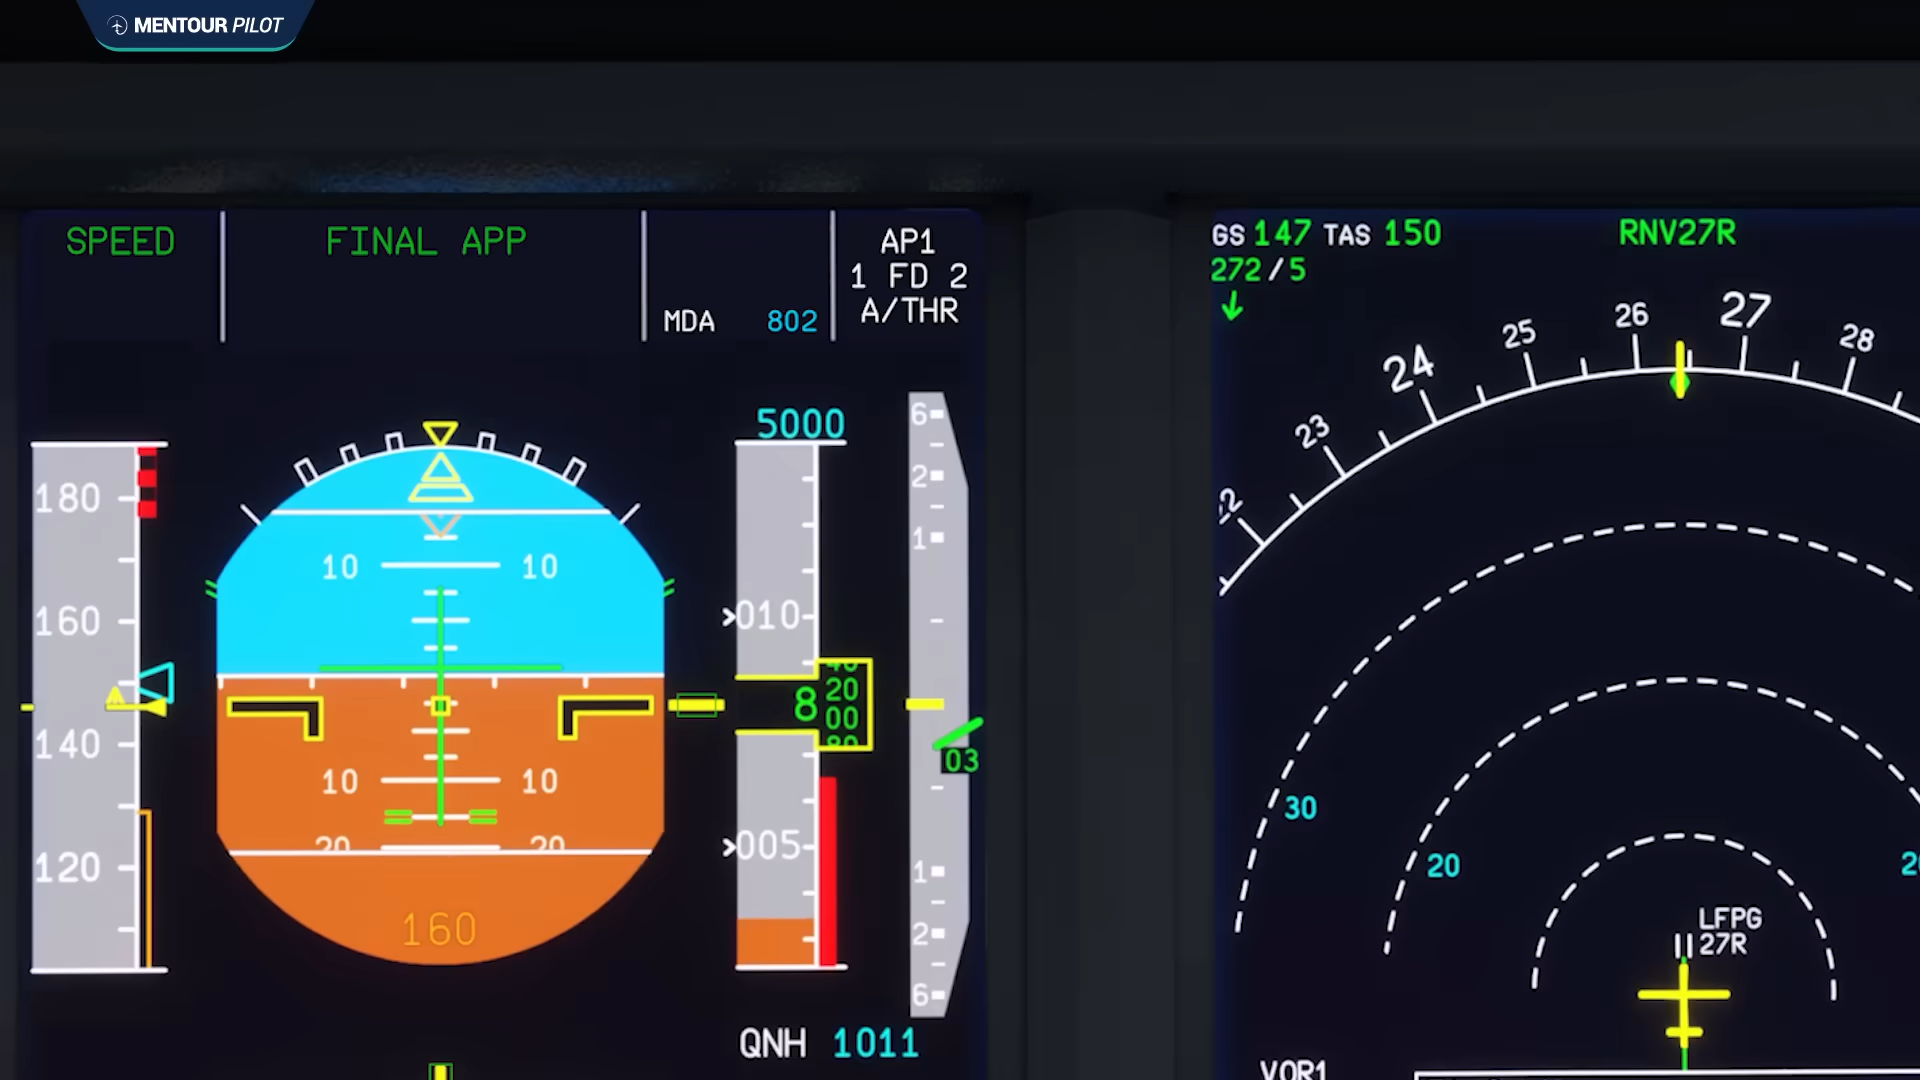 MENTOUR PILOT
SPEED
FINAL APP
MDA 802
AP1
1 FD 2
A/THR
GS 147 TAS 150
272 / 5
RNV27R
5000
180
160
140
120
10 10
10 10
20 20
160
010
8
20
00
005
6
2
1
03
1
2
6
QNH 1011
23
24
25
26
27
28
30
20
LFPG
27R
VOR1